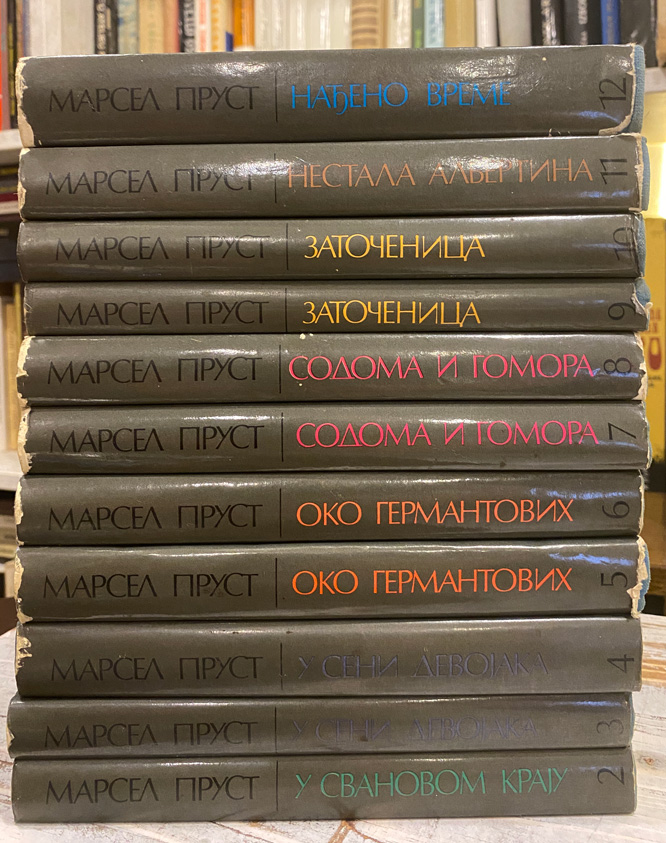 МАРСЕЛ ПРУСТ НАЂЕНО ВРЕМЕ 12
МАРСЕЛ ПРУСТ НЕСТАЛА АЛБЕРТИНА 11
МАРСЕЛ ПРУСТ ЗАТОЧЕНИЦА 10
МАРСЕЛ ПРУСТ ЗАТОЧЕНИЦА 9
МАРСЕЛ ПРУСТ СОДОМА И ГОМОРА 8
МАРСЕЛ ПРУСТ СОДОМА И ГОМОРА 7
МАРСЕЛ ПРУСТ ОКО ГЕРМАНТОВИХ 6
МАРСЕЛ ПРУСТ ОКО ГЕРМАНТОВИХ 5
МАРСЕЛ ПРУСТ У СЕНИ ДЕВОЈАКА 4
МАРСЕЛ ПРУСТ У СЕНИ ДЕВОЈАКА 3
МАРСЕЛ ПРУСТ У СВАНОВОМ КРАЈУ 2